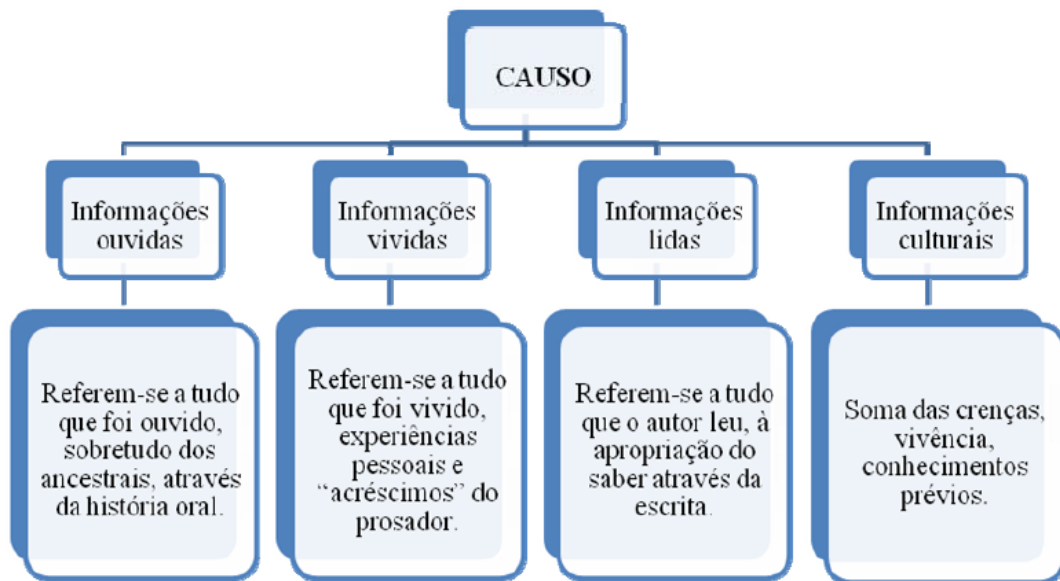 CAUSO
Informações
ouvidas
Informações
vividas
Informações
lidas
Informações
culturais
Referem-se a tudo
que foi ouvido,
sobretudo dos
ancestrais, através
da história oral.
Referem-se a tudo
que foi vivido,
experiências
pessoais e
“acréscimos” do
prosador.
Referem-se a tudo
que o autor leu, à
apropriação do
saber através da
escrita.
Soma das crenças,
vivência,
conhecimentos
prévios.